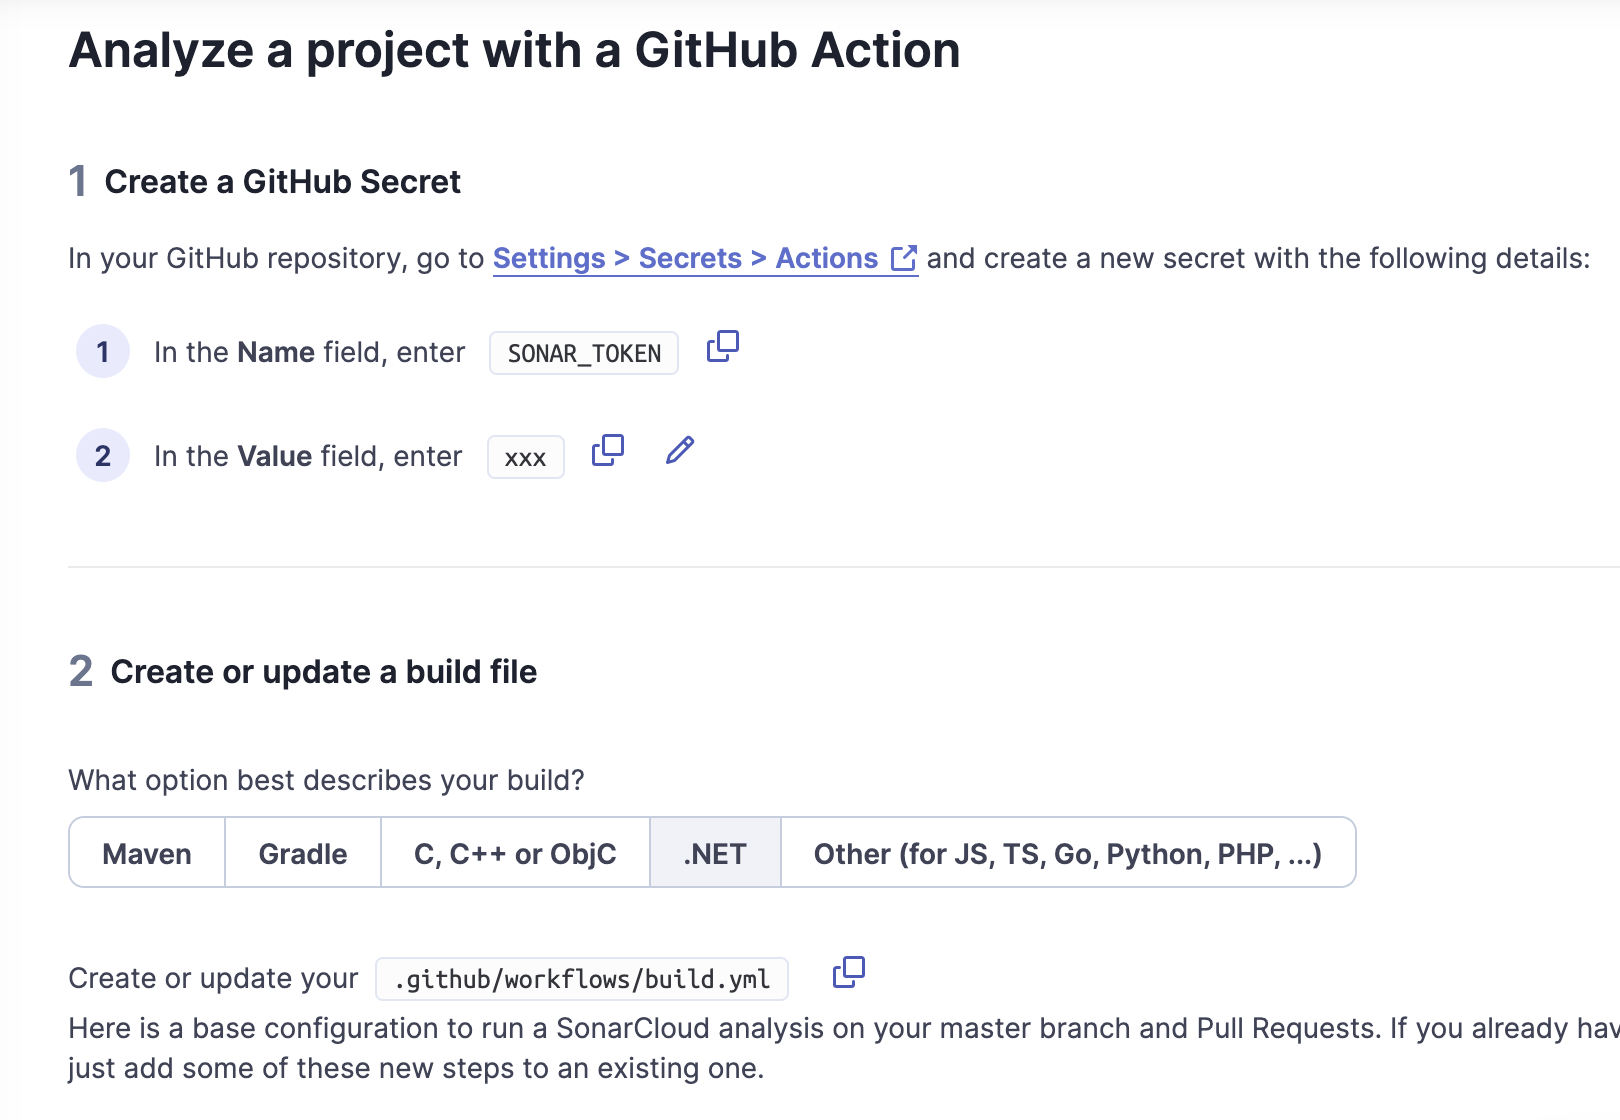 Analyze a project with a GitHub Action
1 Create a GitHub Secret
In your GitHub repository, go to Settings > Secrets > Actions and create a new secret with the following details:
1 In the Name field, enter SONAR_TOKEN
2 In the Value field, enter xxx
2 Create or update a build file
What option best describes your build?
Maven Gradle C, C++ or ObjC .NET Other (for JS, TS, Go, Python, PHP, ...)
Create or update your .github/workflows/build.yml
Here is a base configuration to run a SonarCloud analysis on your master branch and Pull Requests. If you already
just add some of these new steps to an existing one.